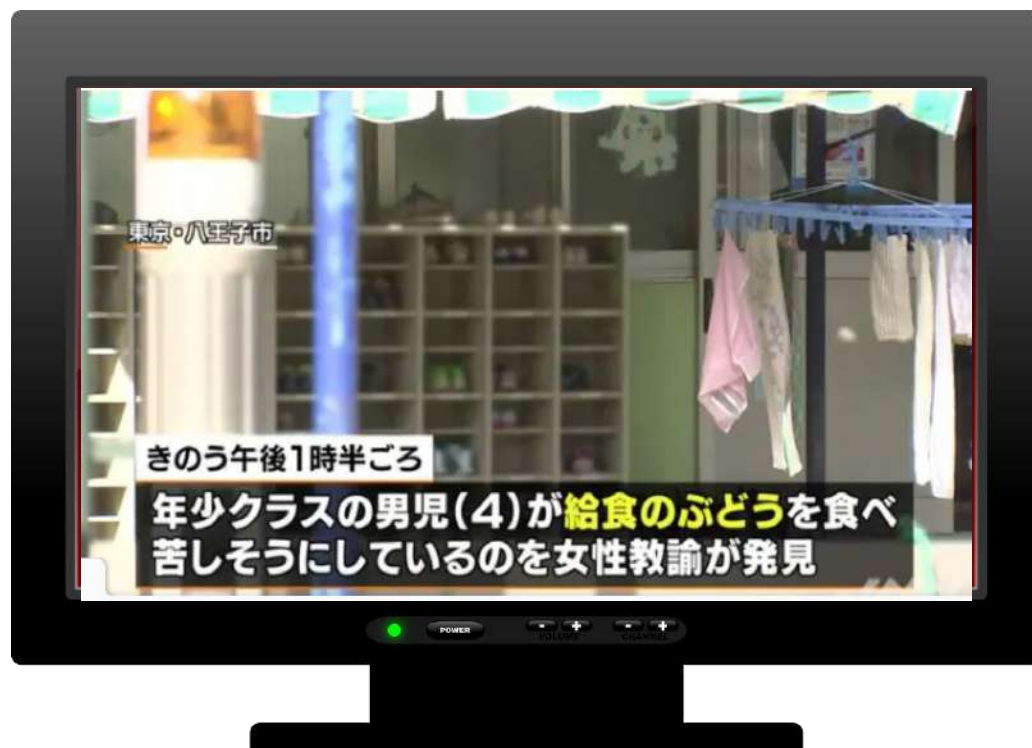 東京・八王子市
きのう午後1時半ごろ
年少クラスの男児(4)が給食のぶどうを食べ
苦しそうにしているのを女性教諭が発見
POWER
- + - +
VOLUME CHANNEL